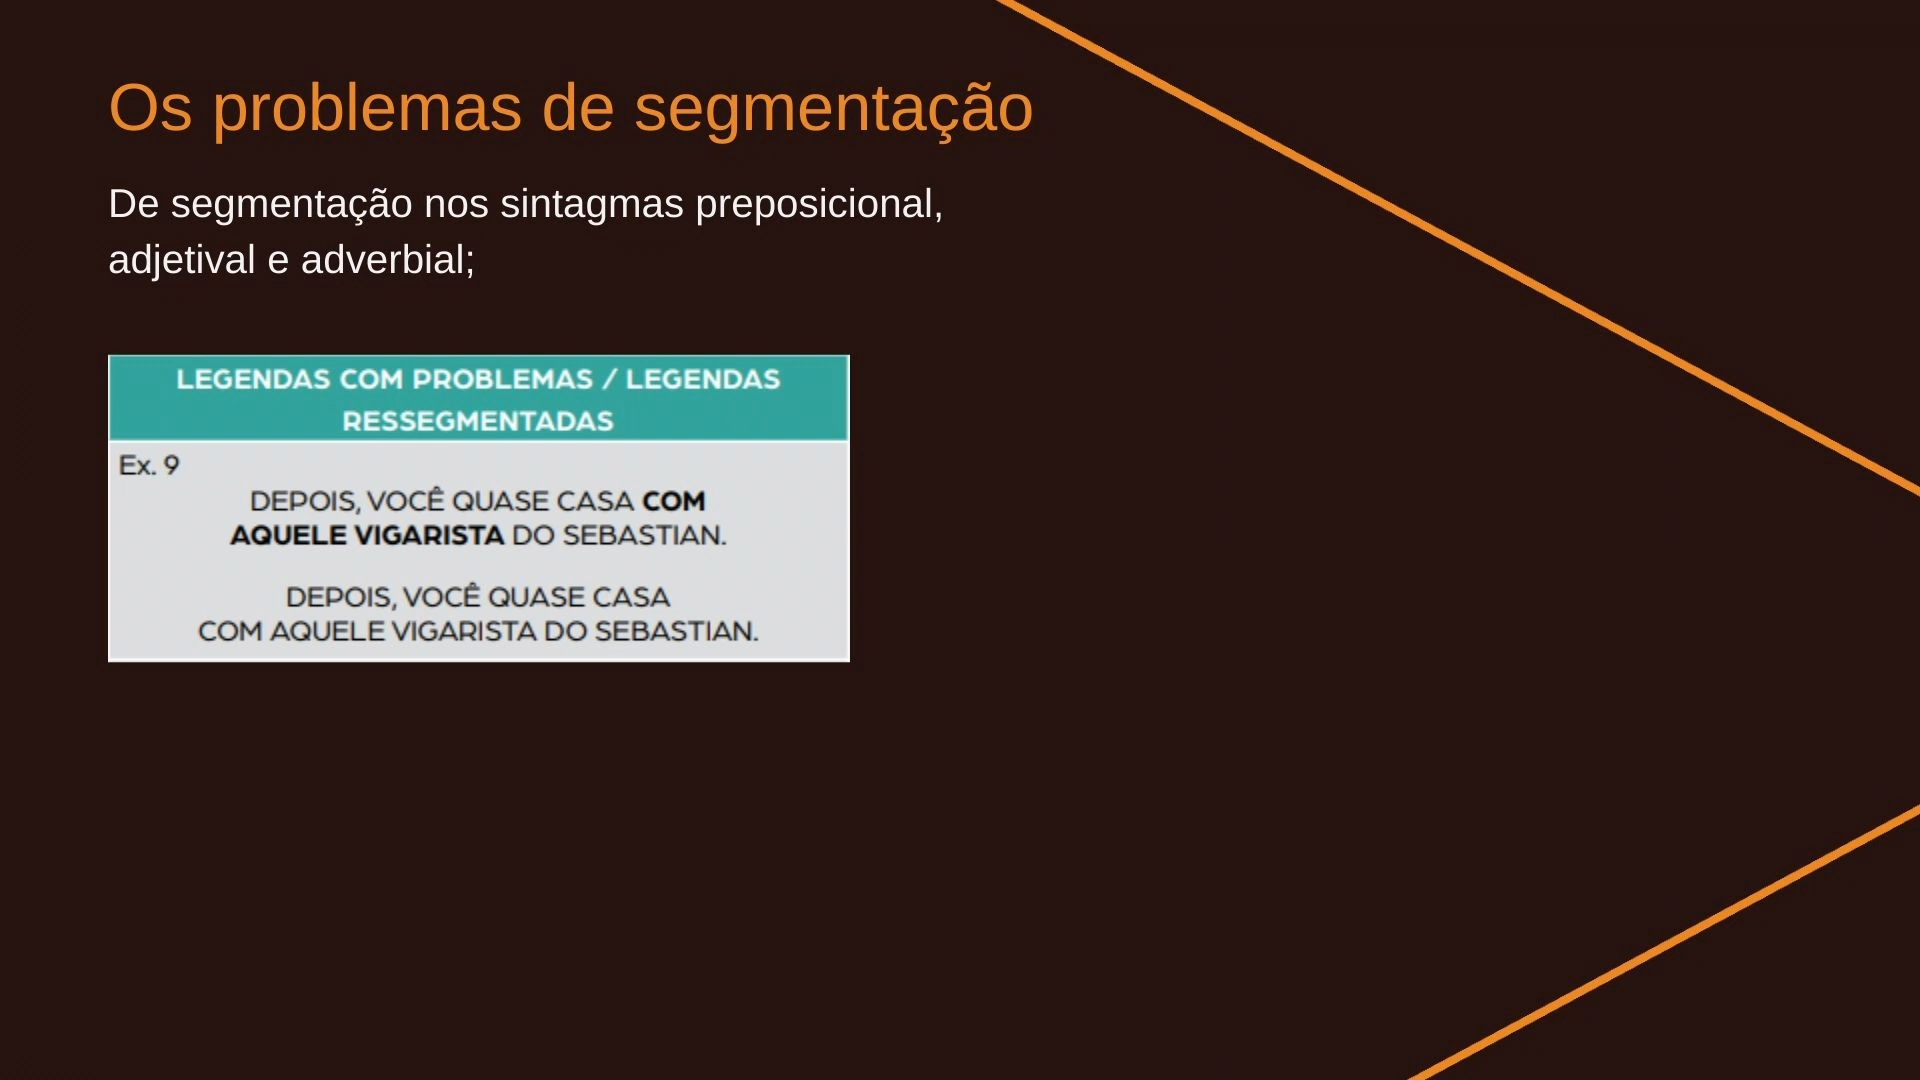 Os problemas de segmentação
De segmentação nos sintagmas preposicional,
adjetival e adverbial;
LEGENDAS COM PROBLEMAS / LEGENDAS
RESSEGMENTADAS
Ex. 9
DEPOIS, VOCÊ QUASE CASA COM
AQUELE VIGARISTA DO SEBASTIAN.
DEPOIS, VOCÊ QUASE CASA
COM AQUELE VIGARISTA DO SEBASTIAN.